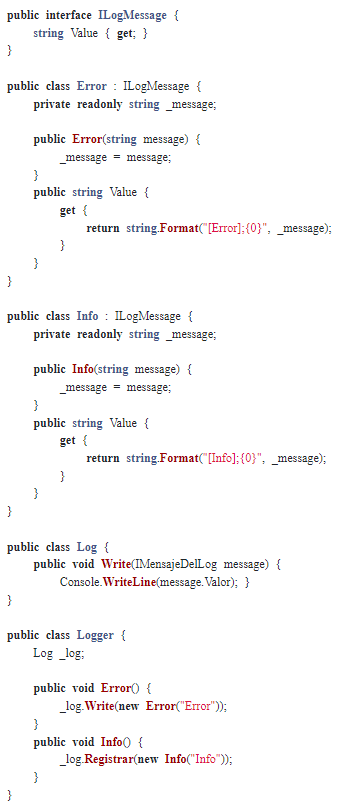 public interface ILogMessage {
string Value { get; }
}
public class Error : ILogMessage {
private readonly string _message;
public Error(string message) {
_message = message;
}
public string Value {
get {
return string.Format("[Error];{0}", _message);
}
}
}
public class Info : ILogMessage {
private readonly string _message;
public Info(string message) {
_message = message;
}
public string Value {
get {
return string.Format("[Info];{0}", _message);
}
}
}
public class Log {
public void Write(IMensajeDelLog message) {
Console.WriteLine(message.Valor); }
}
public class Logger {
Log _log;
public void Error() {
_log.Write(new Error("Error"));
}
public void Info() {
_log.Registrar(new Info("Info"));
}
}